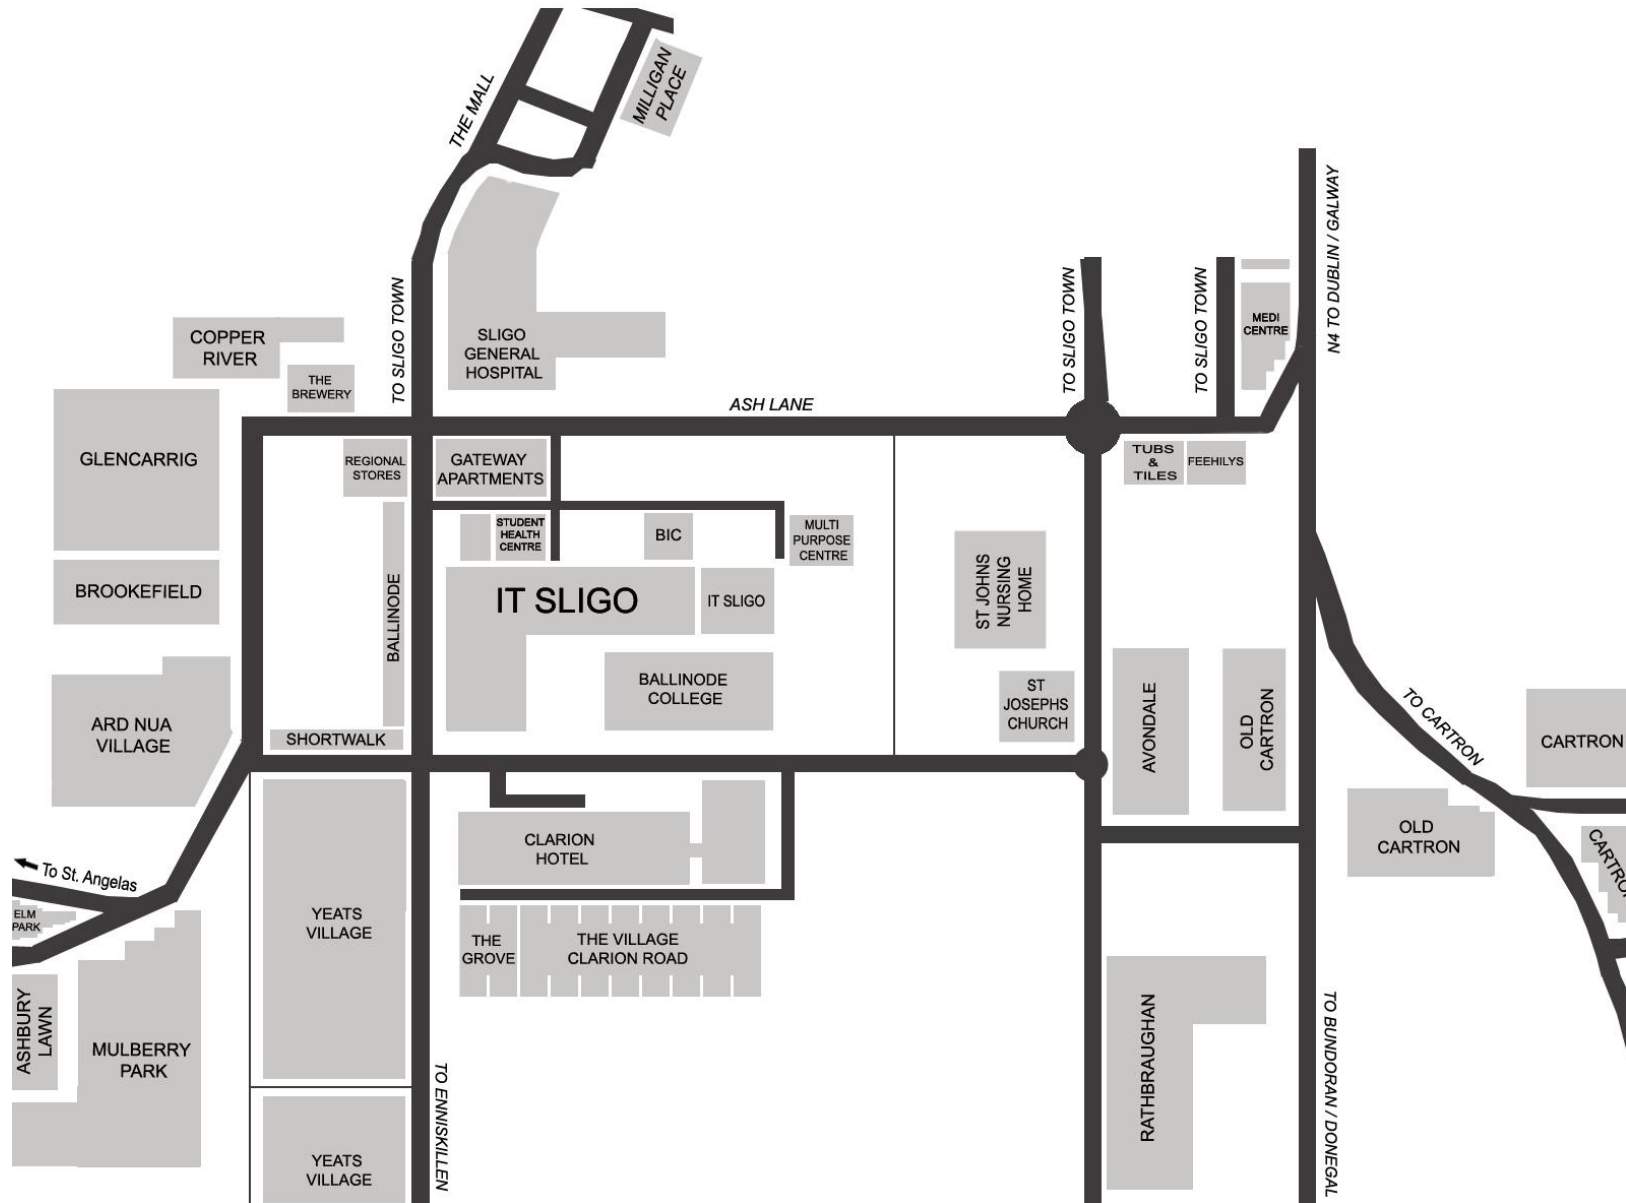 THE MALL
MILLIGAN
PLACE
N4 TO DUBLIN / GALWAY
TO SLIGO TOWN
TO SLIGO TOWN
TO SLIGO TOWN
COPPER
RIVER
SLIGO
GENERAL
HOSPITAL
MEDI
CENTRE
THE
BREWERY
ASH LANE
GLENCARRIG
REGIONAL
STORES
GATEWAY
APARTMENTS
TUBS
&
TILES
FEEHILYS
STUDENT
HEALTH
CENTRE
BIC
MULTI
PURPOSE
CENTRE
BROOKEFIELD
BALLINODE
IT SLIGO
IT SLIGO
ST JOHNS
NURSING
HOME
ARD NUA
VILLAGE
BALLINODE
COLLEGE
ST
JOSEPHS
CHURCH
AVONDALE
OLD
CARTRON
TO CARTRON
CARTRON
SHORTWALK
CLARION
HOTEL
OLD
CARTRON
CARTRON
To St. Angelas
ELM
PARK
YEATS
VILLAGE
THE
GROVE
THE VILLAGE
CLARION ROAD
ASHBURY
LAWN
MULBERRY
PARK
TO ENNISKILLEN
RATHBRAUGHAN
TO BUNDORAN / DONEGAL
YEATS
VILLAGE